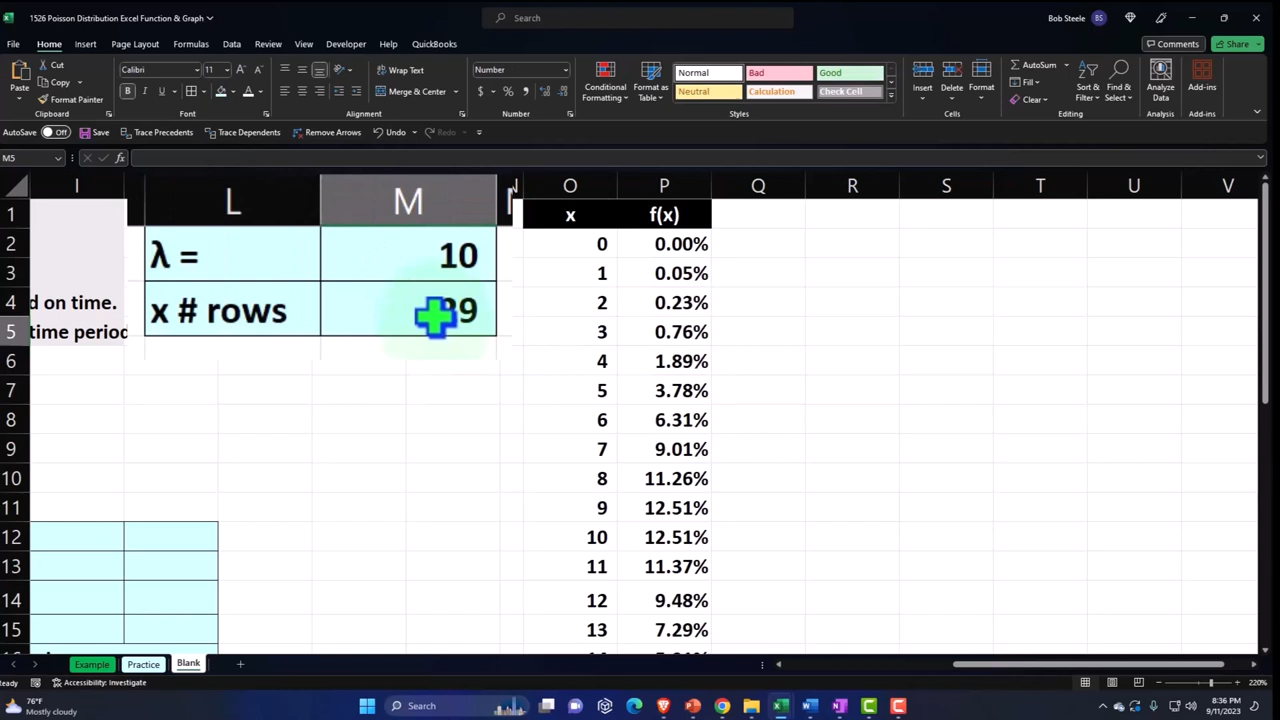 1526 Poisson Distribution Excel Function & Graph
Search
Bob Steele
BS
File Home Insert Page Layout Formulas Data Review View Developer Help QuickBooks
Comments
Share
Paste
Cut
Copy
Format Painter
Clipboard
Calibri 11
B I U
Font
Wrap Text
Merge & Center
Alignment
Number
$ % ,
Number
Conditional Formatting
Format as Table
Normal Bad Good
Neutral Calculation Check Cell
Styles
Insert Delete Format
Cells
AutoSum
Fill
Clear
Sort & Filter
Find & Select
Editing
Analyze Data
Analysis
Add-ins
Add-ins
AutoSave Off Save Trace Precedents Trace Dependents Remove Arrows Undo Redo
M5 fx
I L M O P Q R S T U V
1 x f(x)
λ = 10
2 0 0.00%
3 1 0.05%
x # rows
4 d on time. 2 0.23%
5 time period 3 0.76%
6 4 1.89%
7 5 3.78%
8 6 6.31%
9 7 9.01%
10 8 11.26%
11 9 12.51%
12 10 12.51%
13 11 11.37%
14 12 9.48%
15 13 7.29%
Example Practice Blank
Ready Accessibility: Investigate 220%
76°F
Mostly cloudy
Search
8:36 PM
9/11/2023